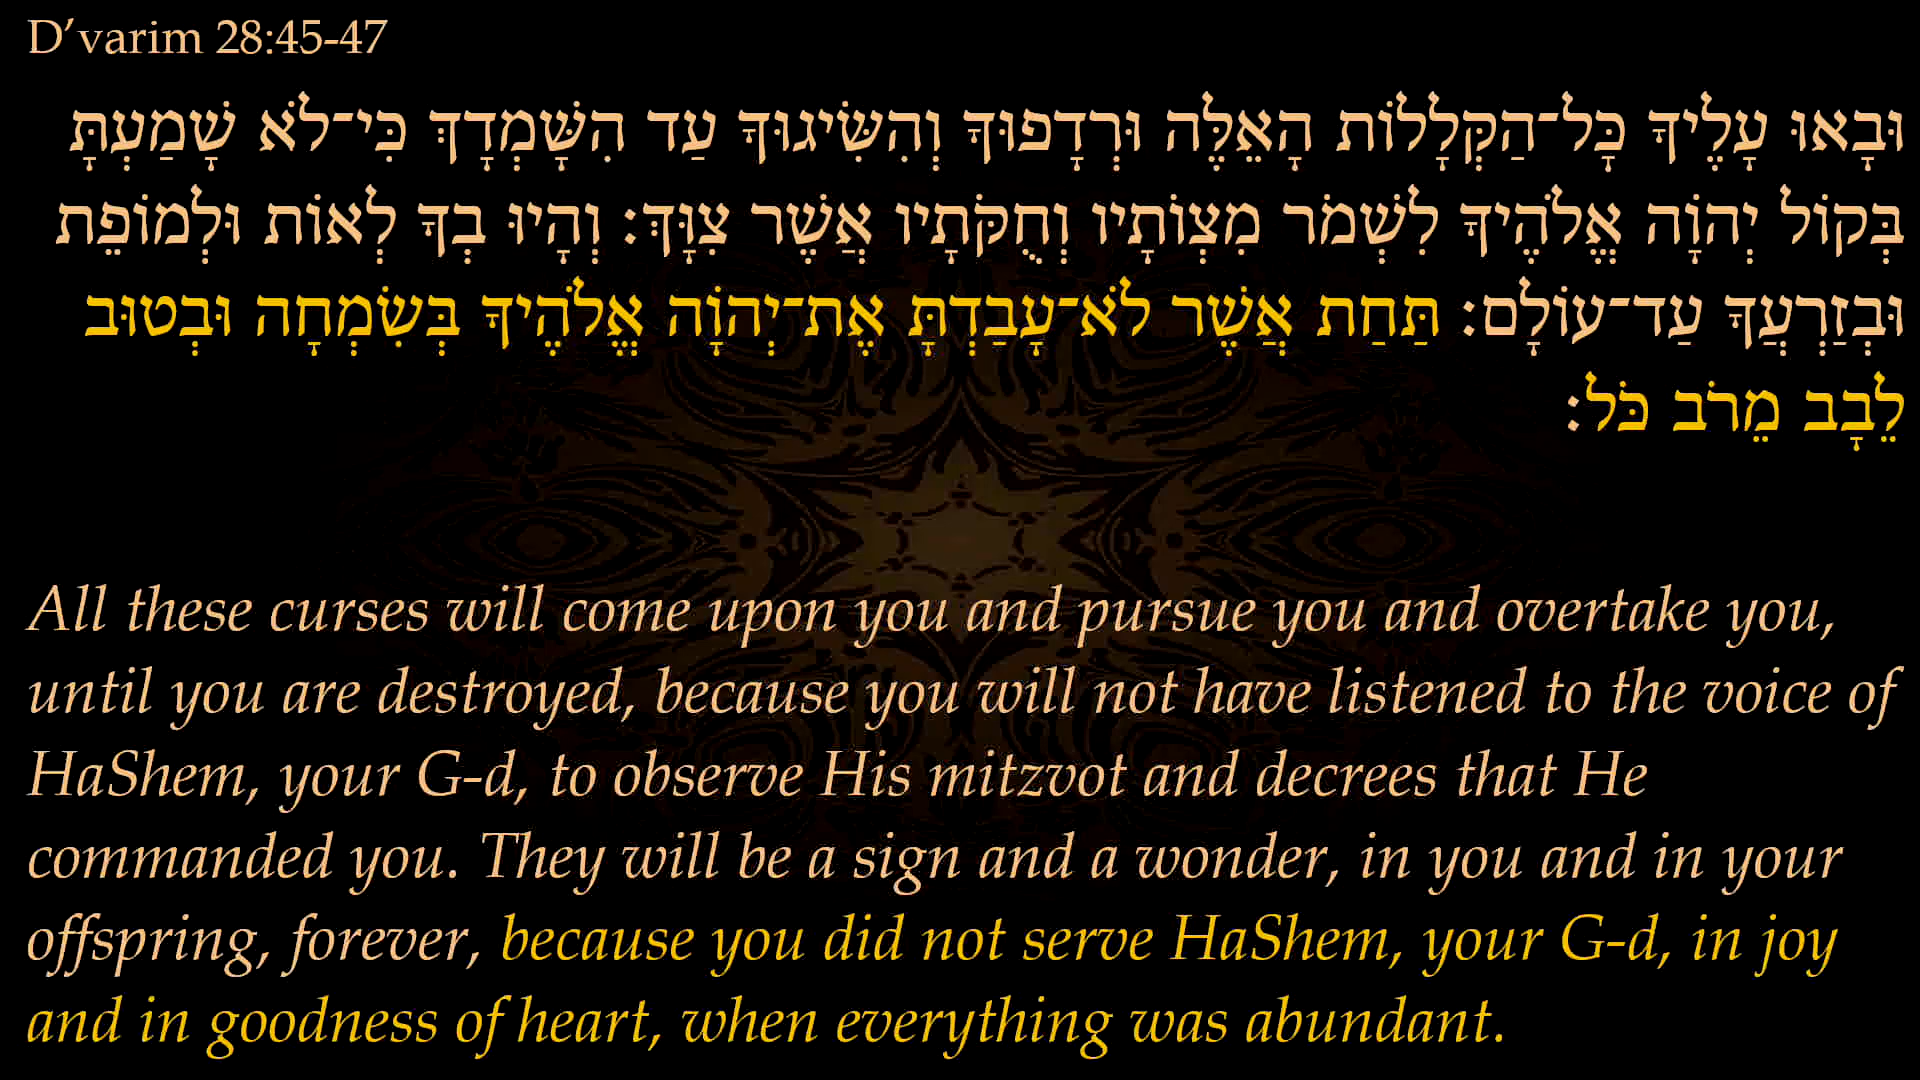 D’varim 28:45-47
וּבָאוּ עָלֶיךָ כָּל־הַקְּלָלוֹת הָאֵלֶּה וּרְדָפוּךָ וְהִשִּׂיגוּךָ עַד הִשָּׁמְדָךְ כִּי־לֹא שָׁמַעְתָּ
בְּקוֹל יְהוָֹה אֱלֹהֶיךָ לִשְׁמֹר מִצְוֹתָיו וְחֻקֹּתָיו אֲשֶׁר צִוָּךְ׃ וְהָיוּ בְךָ לְאוֹת וּלְמוֹפֵת
וּבְזַרְעֲךָ עַד־עוֹלָם׃ תַּחַת אֲשֶׁר לֹא־עָבַדְתָּ אֶת־יְהוָֹה אֱלֹהֶיךָ בְּשִׂמְחָה וּבְטוּב
לֵבָב מֵרֹב כֹּל׃
All these curses will come upon you and pursue you and overtake you,
until you are destroyed, because you will not have listened to the voice of
HaShem, your G-d, to observe His mitzvot and decrees that He
commanded you. They will be a sign and a wonder, in you and in your
offspring, forever, because you did not serve HaShem, your G-d, in joy
and in goodness of heart, when everything was abundant.